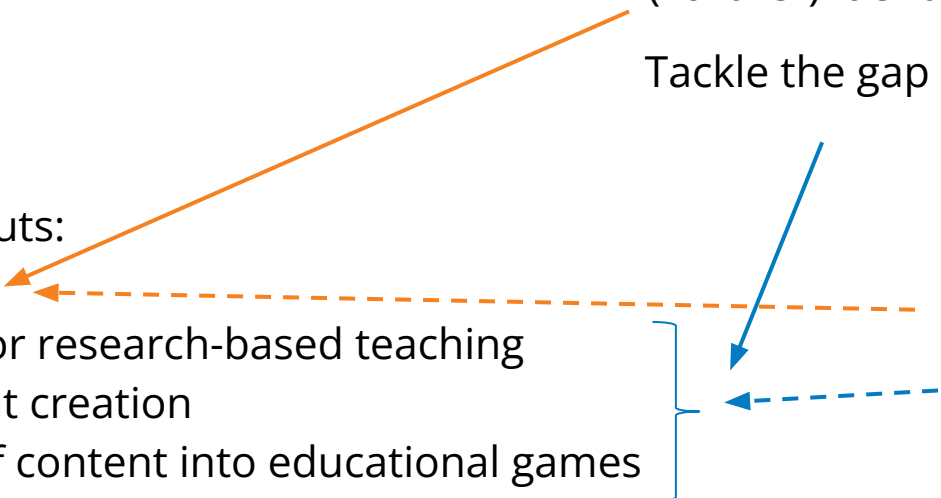 Tackle the gap
uts:
or research-based teaching
t creation
f content into educational games